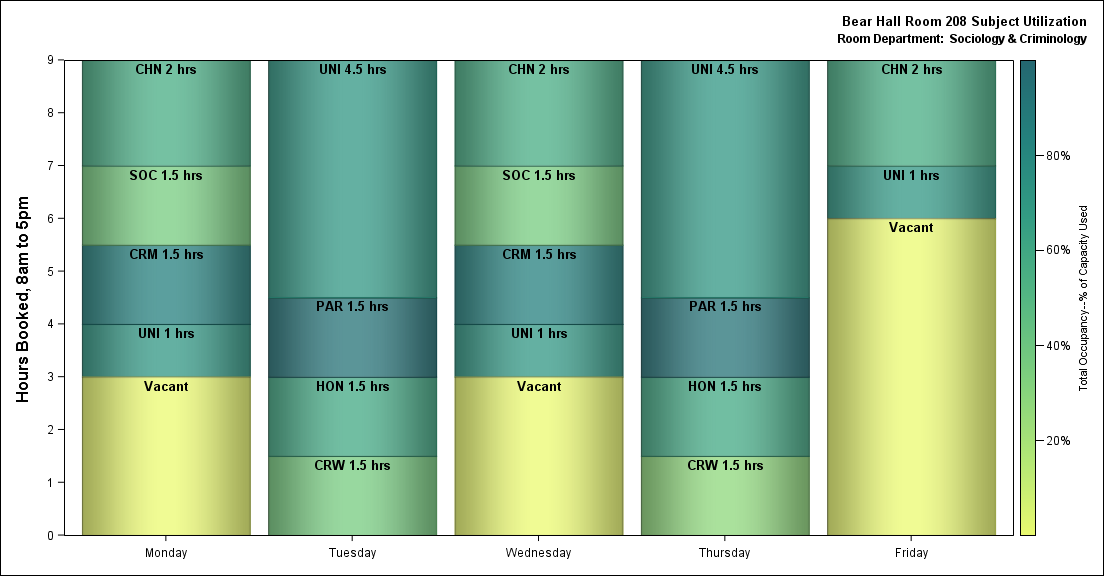 Bear Hall Room 208 Subject Utilization
Room Department: Sociology & Criminology
Hours Booked, 8am to 5pm
9
8
7
6
5
4
3
2
1
0
CHN 2 hrs
SOC 1.5 hrs
CRM 1.5 hrs
UNI 1 hrs
Vacant
UNI 4.5 hrs
PAR 1.5 hrs
HON 1.5 hrs
CRW 1.5 hrs
CHN 2 hrs
SOC 1.5 hrs
CRM 1.5 hrs
UNI 1 hrs
Vacant
UNI 4.5 hrs
PAR 1.5 hrs
HON 1.5 hrs
CRW 1.5 hrs
CHN 2 hrs
UNI 1 hrs
Vacant
Monday
Tuesday
Wednesday
Thursday
Friday
80%
60%
40%
20%
Total Occupancy--% of Capacity Used